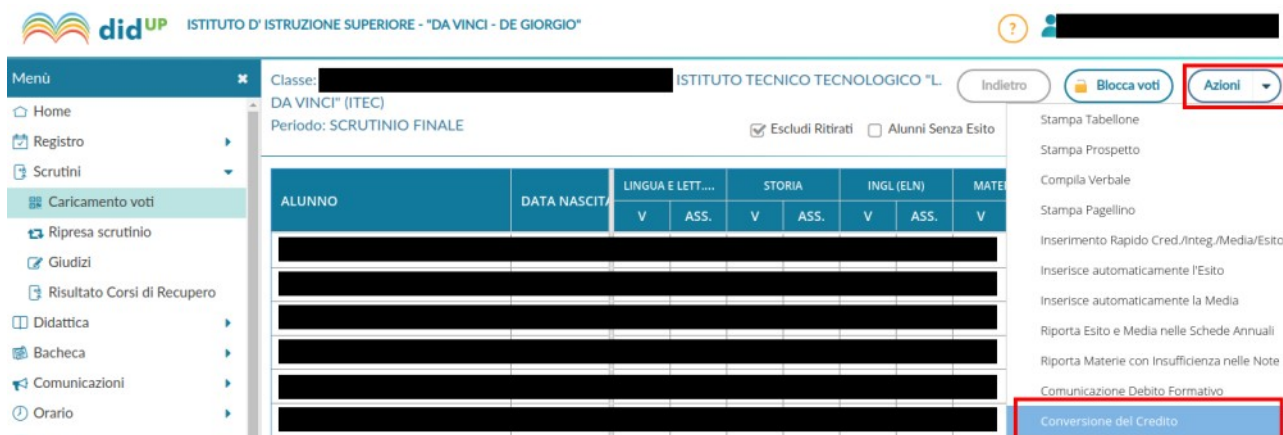 didUP
ISTITUTO D' ISTRUZIONE SUPERIORE - "DA VINCI - DE GIORGIO"
?
Menù
Home
Registro
Scrutini
Caricamento voti
Ripresa scrutinio
Giudizi
Risultato Corsi di Recupero
Didattica
Bacheca
Comunicazioni
Orario
Classe: ISTITUTO TECNICO TECNOLOGICO "L.
DA VINCI" (ITEC)
Periodo: SCRUTINIO FINALE
Indietro
Blocca voti
Azioni
Escludi Ritirati
Alunni Senza Esito
ALUNNO DATA NASCITA LINGUA E LETT.... STORIA INGL (ELN) MATE
V ASS. V ASS. V ASS. V
Stampa Tabellone
Stampa Prospetto
Compila Verbale
Stampa Pagellino
Inserimento Rapido Cred./Integ./Media/Esito
Inserisce automaticamente l'Esito
Inserisce automaticamente la Media
Riporta Esito e Media nelle Schede Annuali
Riporta Materie con Insufficienza nelle Note
Comunicazione Debito Formativo
Conversione del Credito